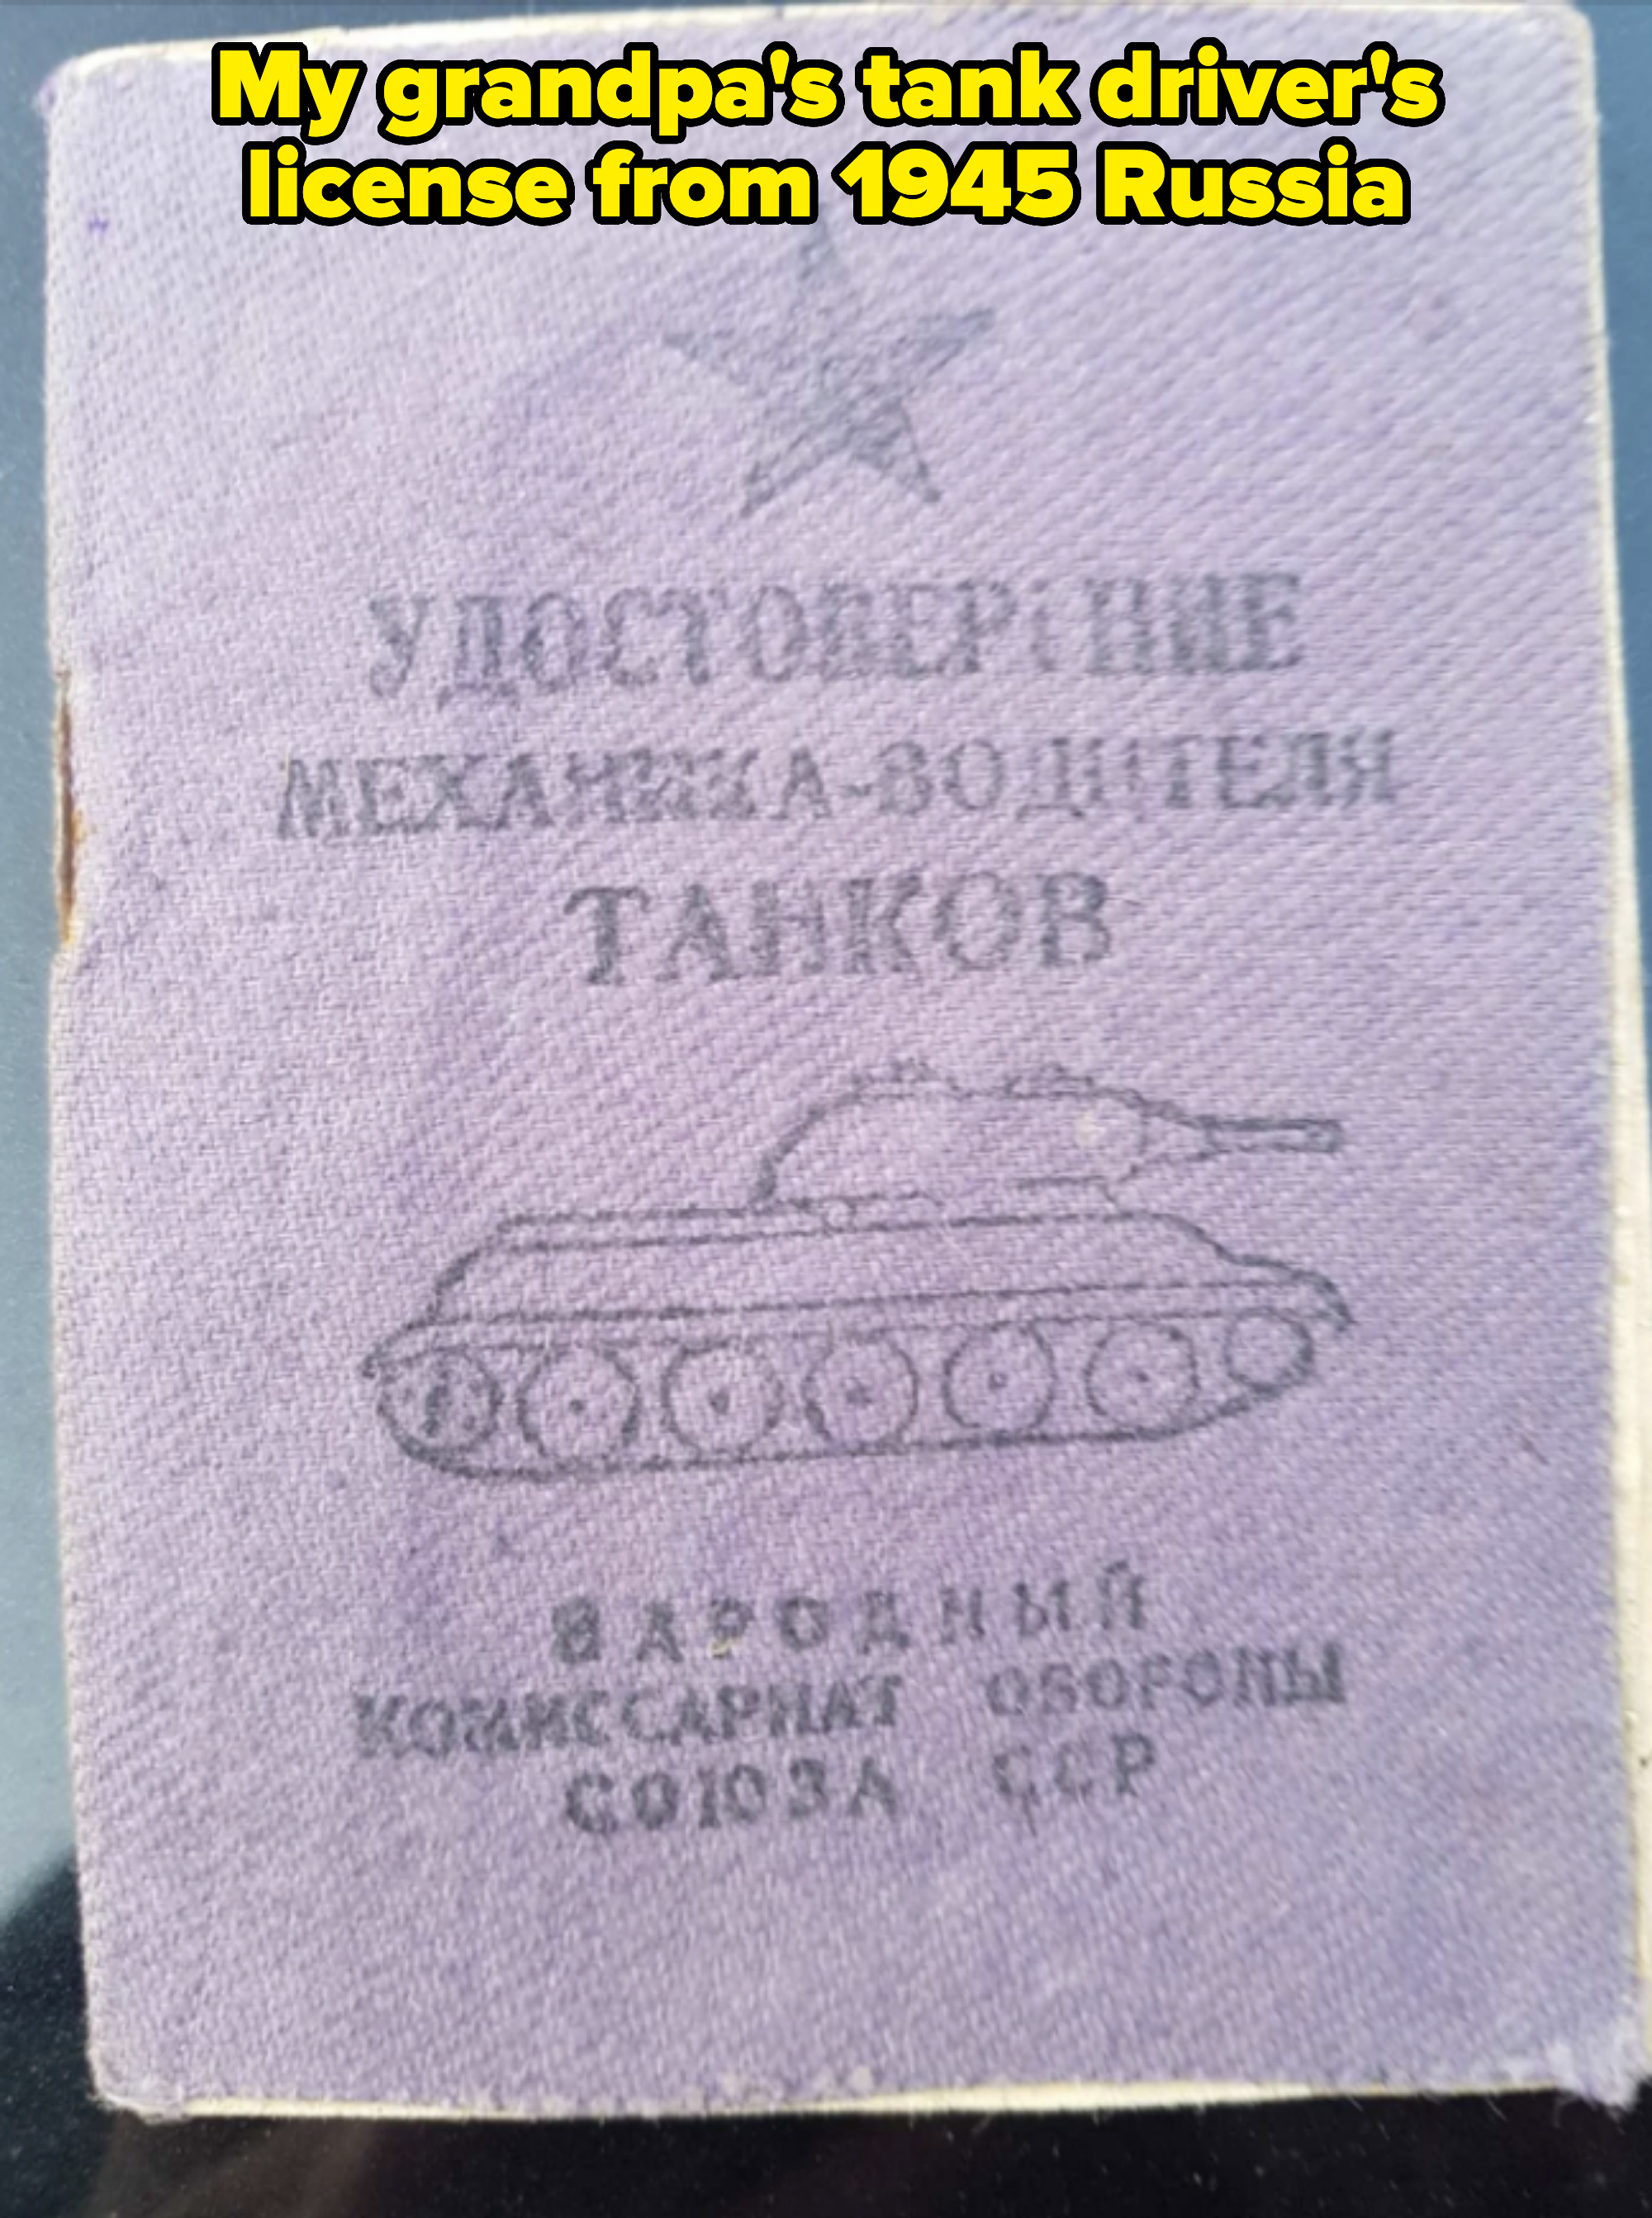 My grandpa's tank driver's
license from 1945 Russia
УДОСТОВЕРЕНИЕ
МЕХАНИКА-ВОДИТЕЛЯ
ТАНКОВ
НАРОДНЫЙ
КОМИССАРИАТ ОБОРОНЫ
СОЮЗА ССР